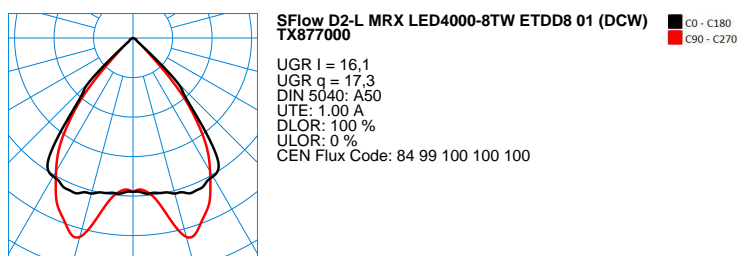 SFlow D2-L MRX LED4000-8TW ETDD8 01 (DCW)
TX877000
UGR l = 16,1
UGR q = 17,3
DIN 5040: A50
UTE: 1.00 A
DLOR: 100 %
ULOR: 0 %
CEN Flux Code: 84 99 100 100 100
C0 - C180
C90 - C270